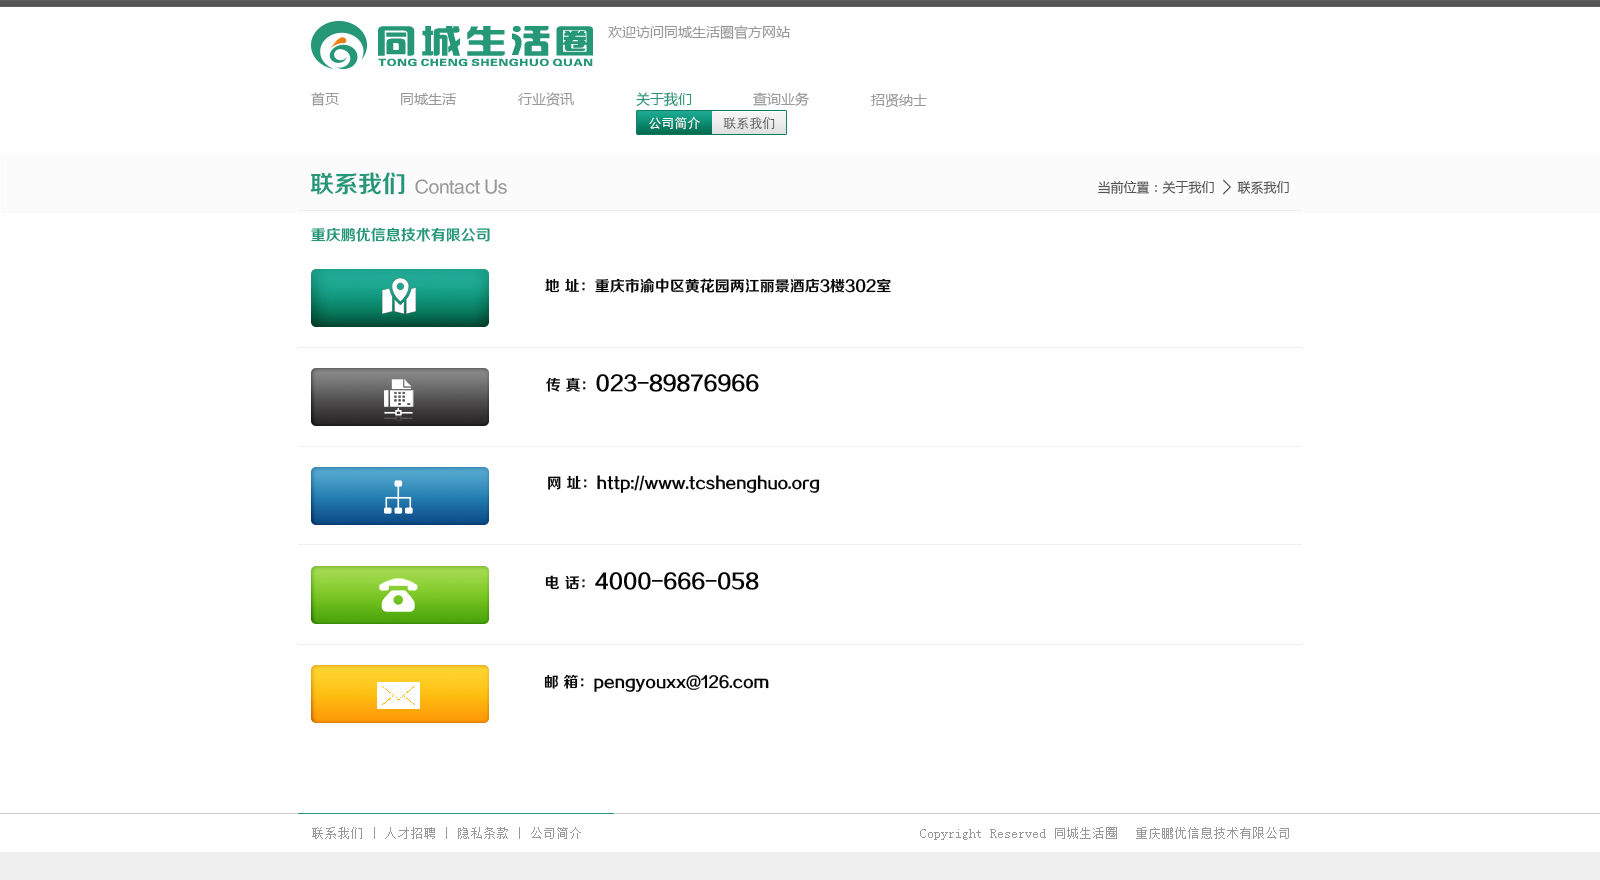 同城生活圈
TONG CHENG SHENGHUO QUAN
欢迎访问同城生活圈官方网站
首页 同城生活 行业资讯 关于我们 查询业务 招贤纳士
公司简介 联系我们
联系我们 Contact Us
当前位置：关于我们 > 联系我们
重庆鹏优信息技术有限公司
地 址：重庆市渝中区黄花园两江丽景酒店3楼302室
传 真：023-89876966
网 址：http://www.tcshenghuo.org
电 话：4000-666-058
邮 箱：pengyouxx@126.com
联系我们 | 人才招聘 | 隐私条款 | 公司简介
Copyright Reserved 同城生活圈 重庆鹏优信息技术有限公司